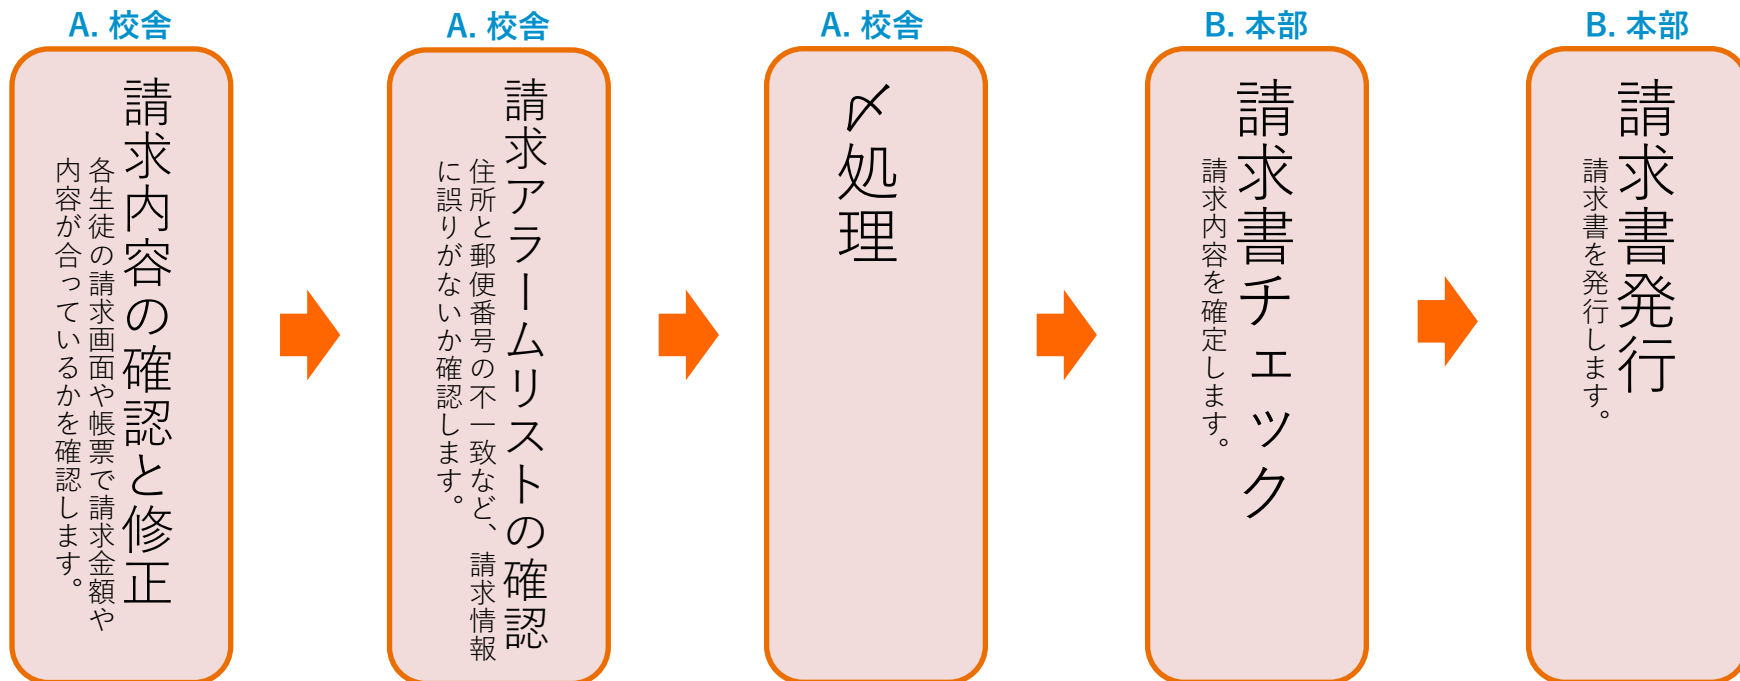 A. 校舎
請求内容の確認と修正
各生徒の請求画面や帳票で請求金額や
内容が合っているかを確認します。
A. 校舎
請求アラームリストの確認
住所と郵便番号の不一致など、請求情報
に誤りがないか確認します。
A. 校舎
〆処理
B. 本部
請求書チェック
請求内容を確定します。
B. 本部
請求書発行
請求書を発行します。